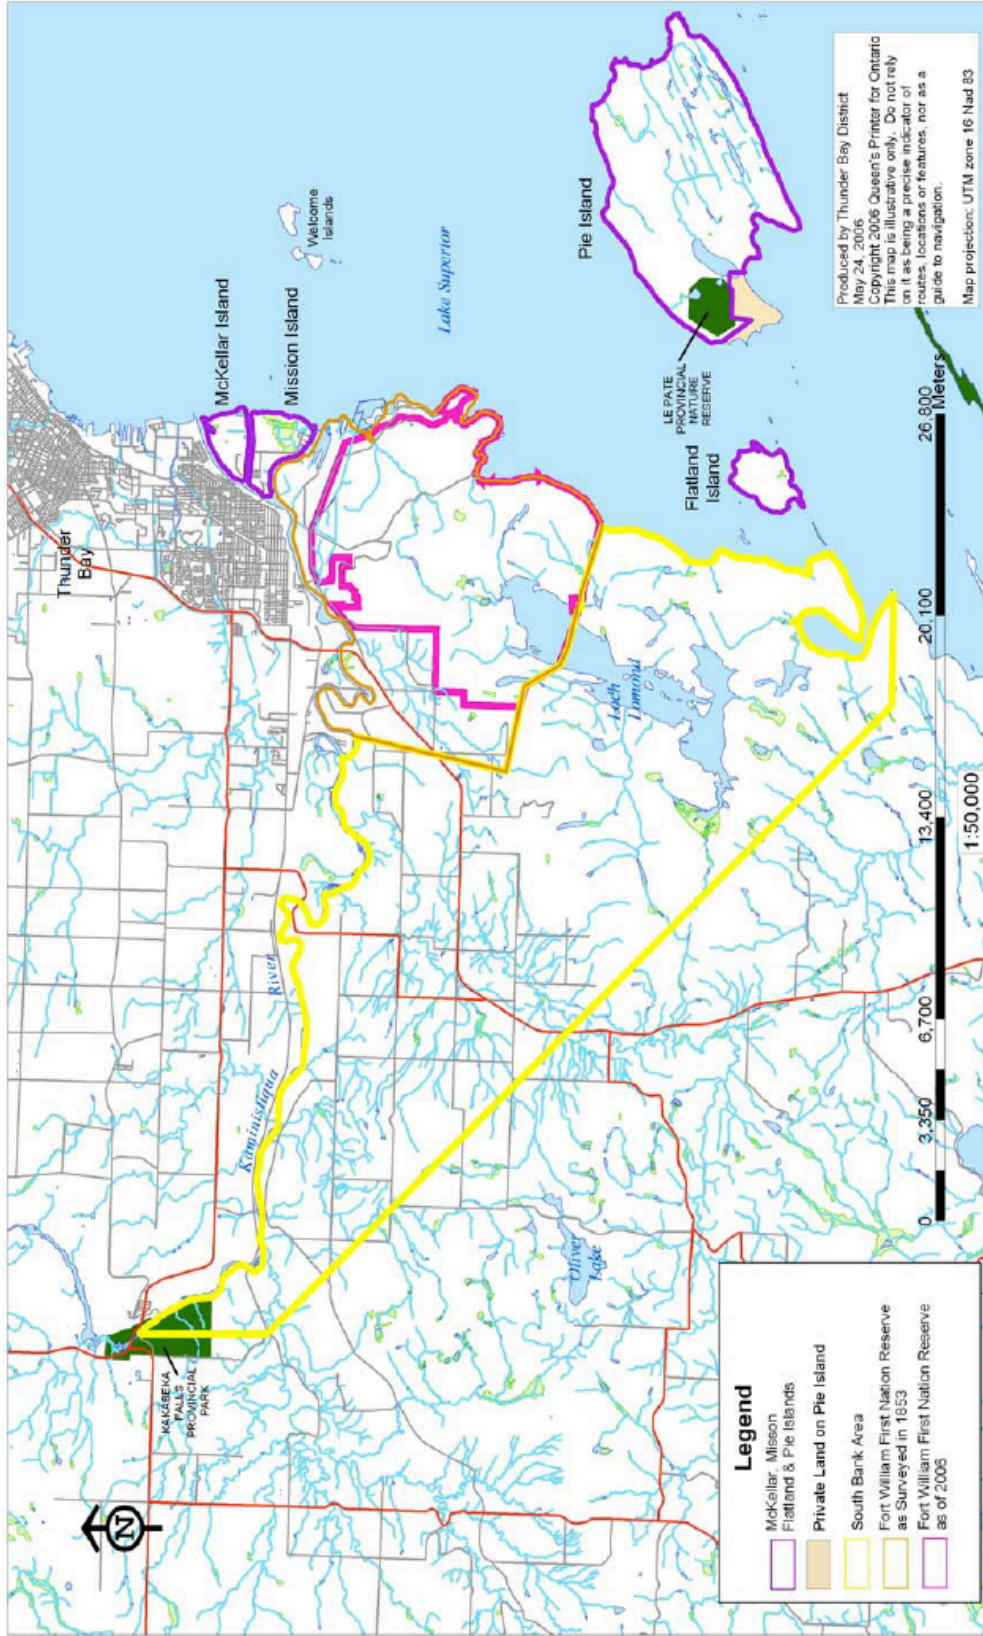 Thunder
Bay
McKellar Island
Mission Island
Welcome
Islands
Lake Superior
Pie Island
LE PATE
PROVINCIAL
NATURE
RESERVE
Flatland
Island
Loch
Lomond
River
Kaministiqua
KAKABEKA
FALLS
PROVINCIAL
PARK
Oliver
Lake
N
Legend
McKellar, Misson
Flatland & Pie Islands
Private Land on Pie Island
South Bank Area
Fort William First Nation Reserve
as Surveyed in 1853
Fort William First Nation Reserve
as of 2006
0 3,350 6,700 13,400 20,100 26,800
Meters
1:50,000
Produced by Thunder Bay District
May 24, 2006
Copyright 2006 Queen's Printer for Ontario
This map is illustrative only. Do not rely
on it as being a precise indicator of
routes, locations or features, nor as a
guide to navigation.
Map projection: UTM zone 16 Nad 83